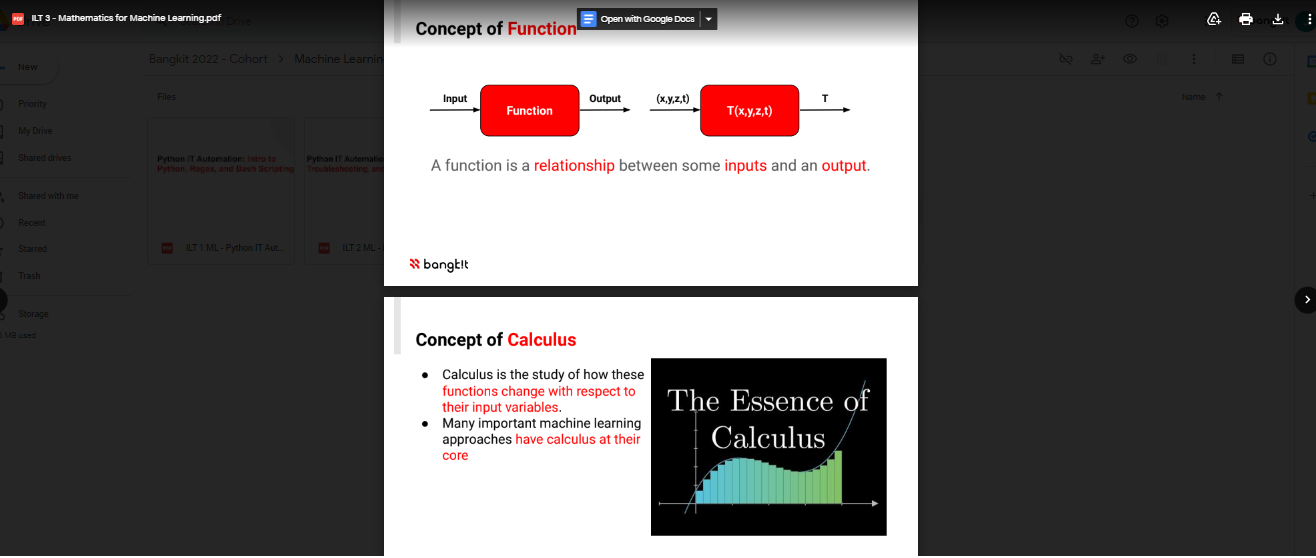 PDF ILT 3 - Mathematics for Machine Learning.pdf
Drive
Open with Google Docs
New
Bangkit 2022 - Cohort > Machine Learnin
Priority
My Drive
Shared drives
Shared with me
Recent
Starred
Trash
Storage
MB used
Files
Name
Python IT Automation: Intro to
Python, Regex, and Bash Scripting
Python IT Automatio
Troubleshooting, an
ILT 1 ML - Python IT Aut...
ILT 2 ML -
Concept of Function
Input
Function
Output
(x,y,z,t)
T(x,y,z,t)
T
A function is a relationship between some inputs and an output.
bangk!t
Concept of Calculus
● Calculus is the study of how these
functions change with respect to
their input variables.
● Many important machine learning
approaches have calculus at their
core
The Essence of
Calculus